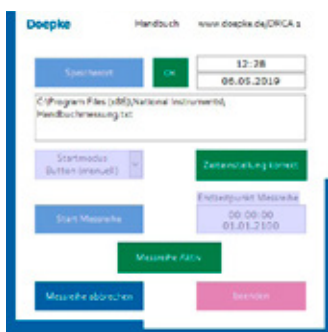 Doepke Handbuch www.doepke.de/DRCA 1
Speicherort OK 12:28
06.05.2019
C:\Program Files (x86)\National Instruments\
Handbuchmessung.txt
Startmodus
Button (manuell)
Zeiteinstellung korrekt
Endzeitpunkt Messreihe
Start Messreihe 00:00:00
01.01.2100
Messreihe Aktiv
Messreihe abbrechen beenden